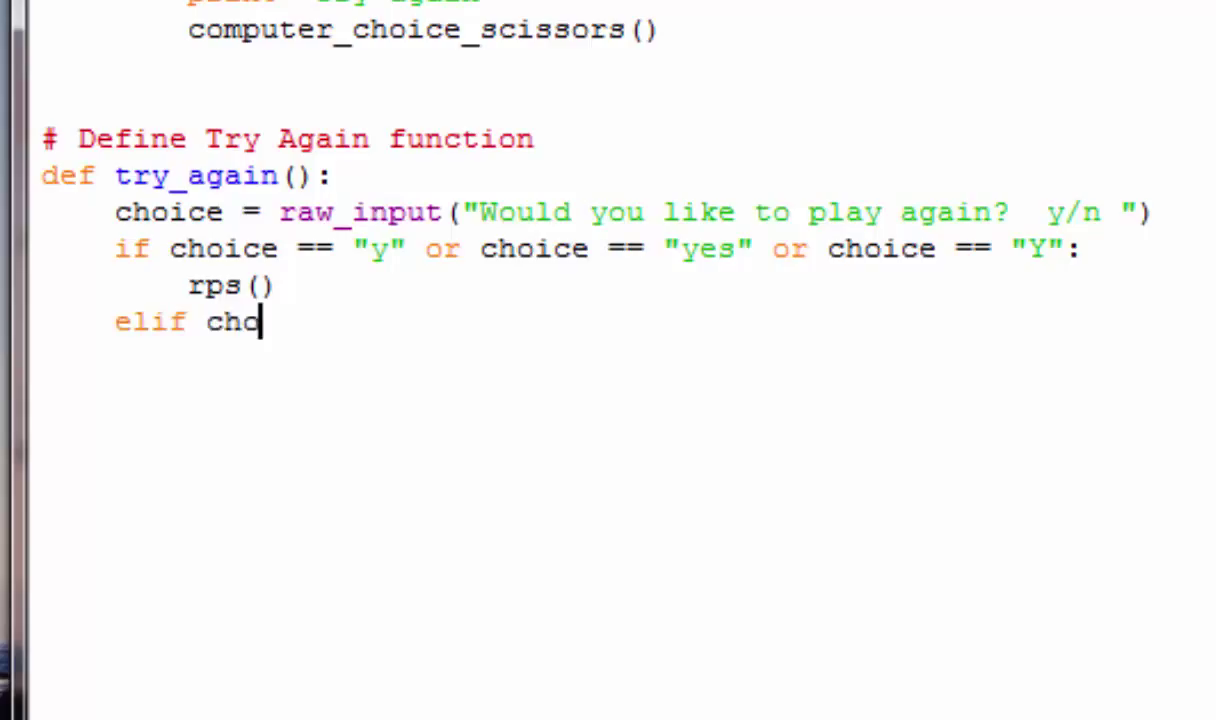 computer_choice_scissors()
# Define Try Again function
def try_again():
choice = raw_input("Would you like to play again?  y/n ")
if choice == "y" or choice == "yes" or choice == "Y":
rps()
elif cho